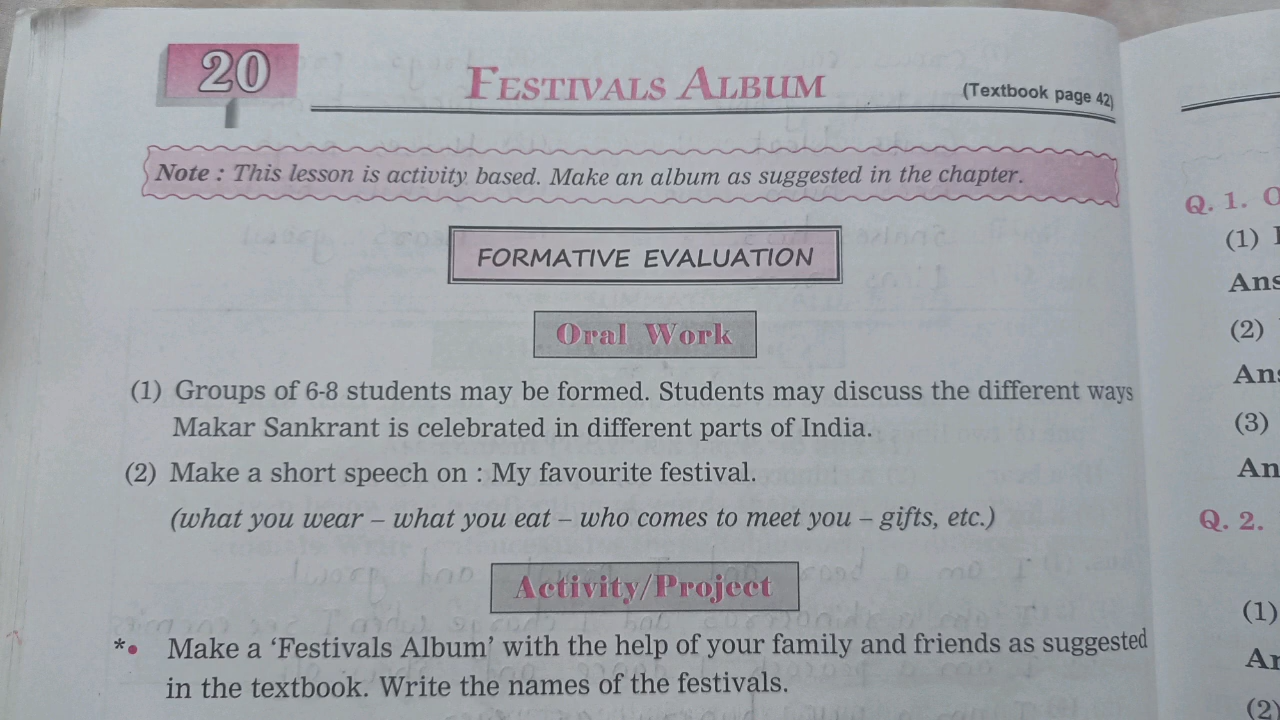 20
FESTIVALS ALBUM
(Textbook page 42)
Note : This lesson is activity based. Make an album as suggested in the chapter.
FORMATIVE EVALUATION
Oral Work
(1) Groups of 6-8 students may be formed. Students may discuss the different ways
Makar Sankrant is celebrated in different parts of India.
(2) Make a short speech on : My favourite festival.
(what you wear – what you eat – who comes to meet you – gifts, etc.)
Activity/Project
*• Make a ‘Festivals Album’ with the help of your family and friends as suggested
in the textbook. Write the names of the festivals.
Q. 1.
(1)
Ans
(2)
Ans
(3)
An
Q. 2.
(1)
An
(2)